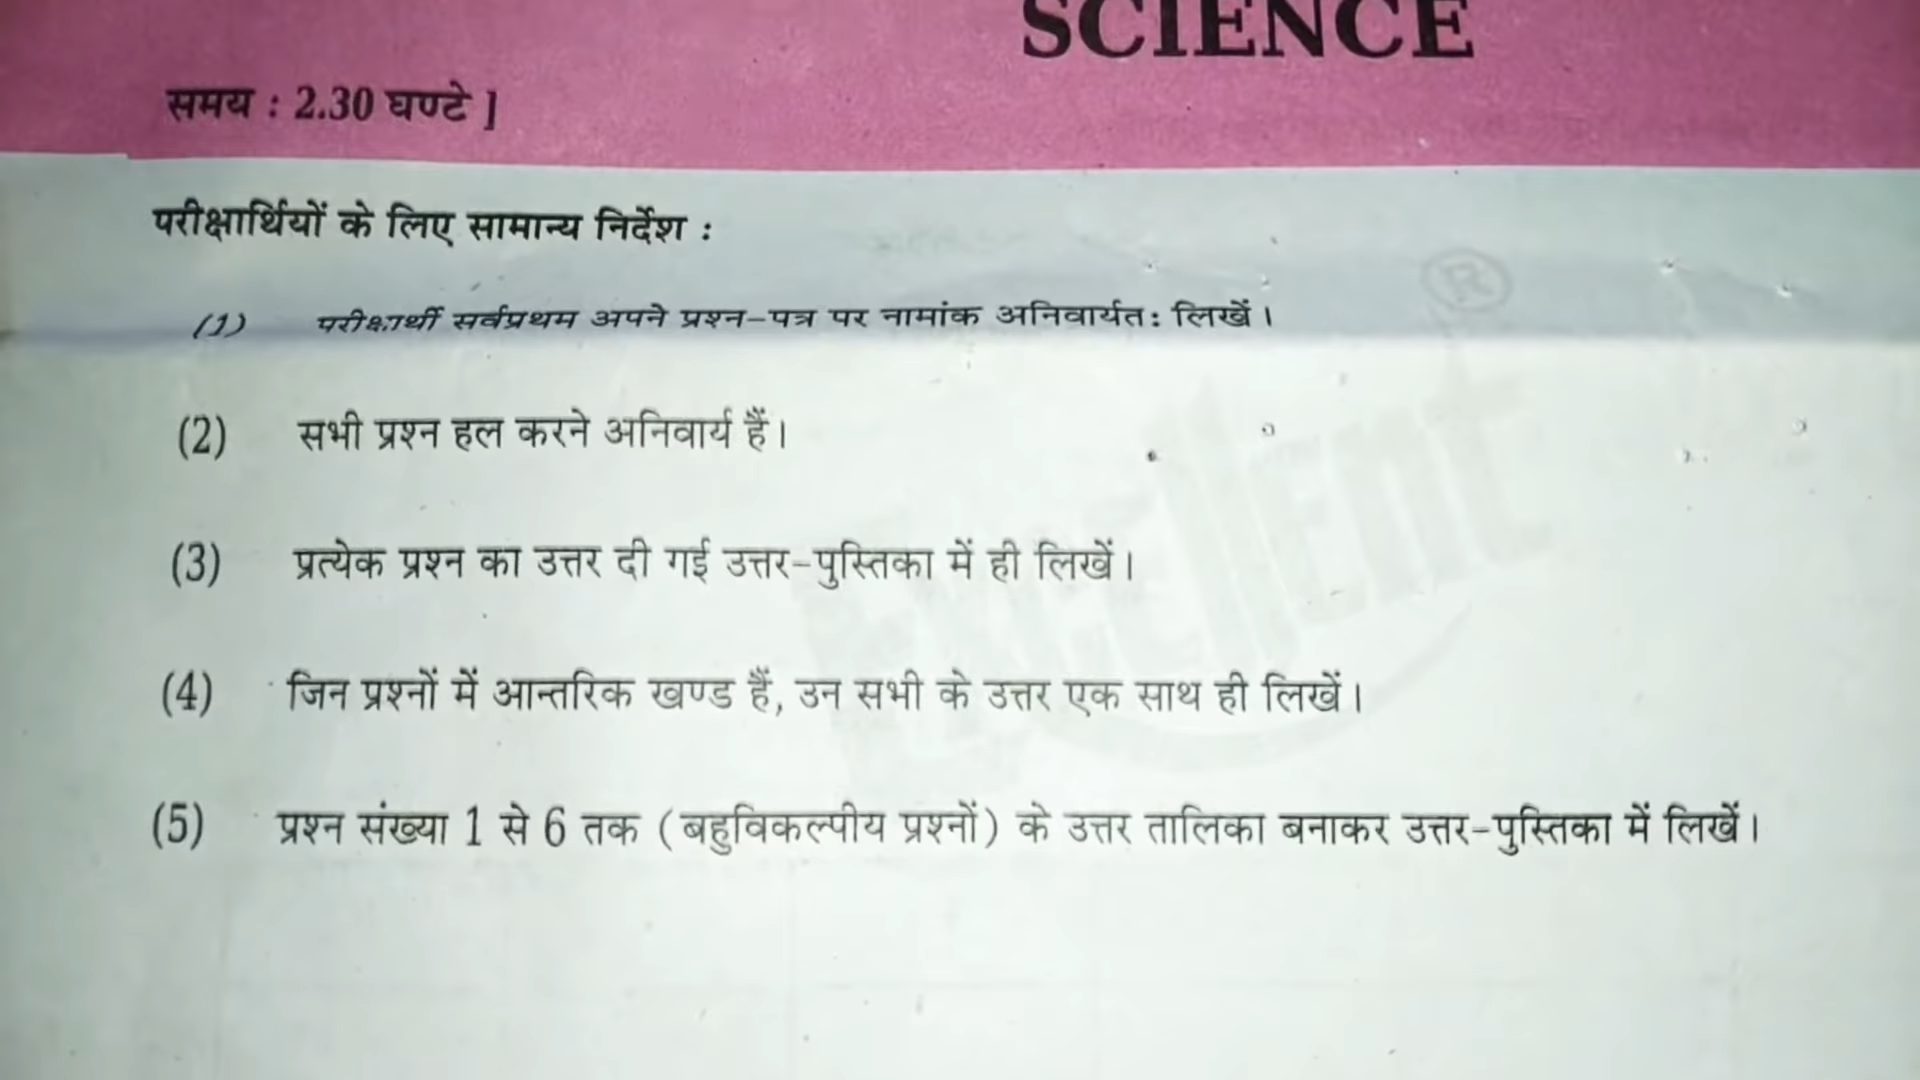 SCIENCE
समय : 2.30 घण्टे ]
परीक्षार्थियों के लिए सामान्य निर्देश :
(1) परीक्षार्थी सर्वप्रथम अपने प्रश्न-पत्र पर नामांक अनिवार्यतः लिखें।
(2) सभी प्रश्न हल करने अनिवार्य हैं।
(3) प्रत्येक प्रश्न का उत्तर दी गई उत्तर-पुस्तिका में ही लिखें।
(4) जिन प्रश्नों में आन्तरिक खण्ड हैं, उन सभी के उत्तर एक साथ ही लिखें।
(5) प्रश्न संख्या 1 से 6 तक (बहुविकल्पीय प्रश्नों) के उत्तर तालिका बनाकर उत्तर-पुस्तिका में लिखें।
Excellent
®